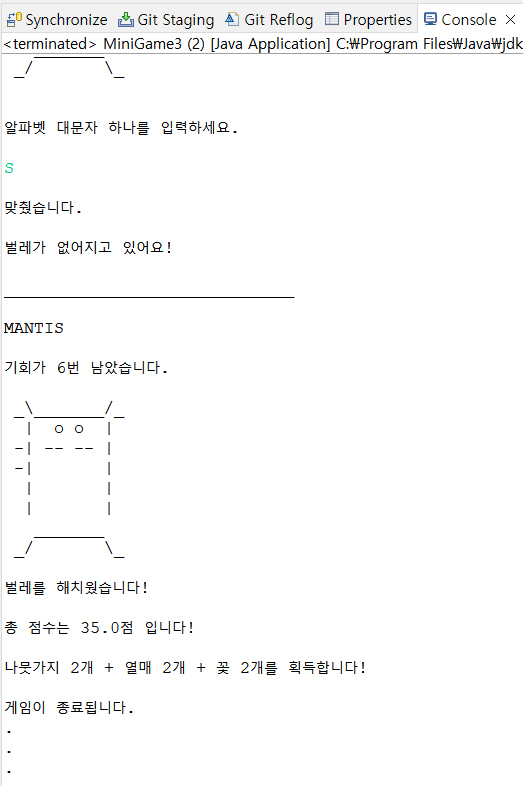 Synchronize Git Staging Git Reflog Properties Console
<terminated> MiniGame3 (2) [Java Application] C:₩Program Files₩Java₩jdk
_/‾‾‾‾‾‾‾\_
알파벳 대문자 하나를 입력하세요.
S
맞췄습니다.
벌레가 없어지고 있어요!
_____________________________
MANTIS
기회가 6번 남았습니다.
_\_______/_
|  o o  |
-| -- -- |
-|       |
|       |
|       |
_______
_/       \_
벌레를 해치웠습니다!
총 점수는 35.0점 입니다!
나뭇가지 2개 + 열매 2개 + 꽃 2개를 획득합니다!
게임이 종료됩니다.
.
.
.